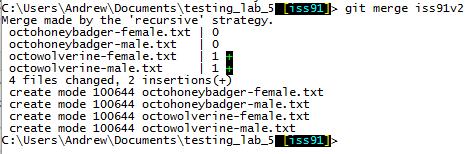 C:\Users\Andrew\Documents\testing_lab_5 [iss91]> git merge iss91v2
Merge made by the 'recursive' strategy.
octohoneybadger-female.txt | 0
octohoneybadger-male.txt | 0
octowolverine-female.txt | 1 +
octowolverine-male.txt | 1 +
4 files changed, 2 insertions(+)
create mode 100644 octohoneybadger-female.txt
create mode 100644 octohoneybadger-male.txt
create mode 100644 octowolverine-female.txt
create mode 100644 octowolverine-male.txt
C:\Users\Andrew\Documents\testing_lab_5 [iss91]>